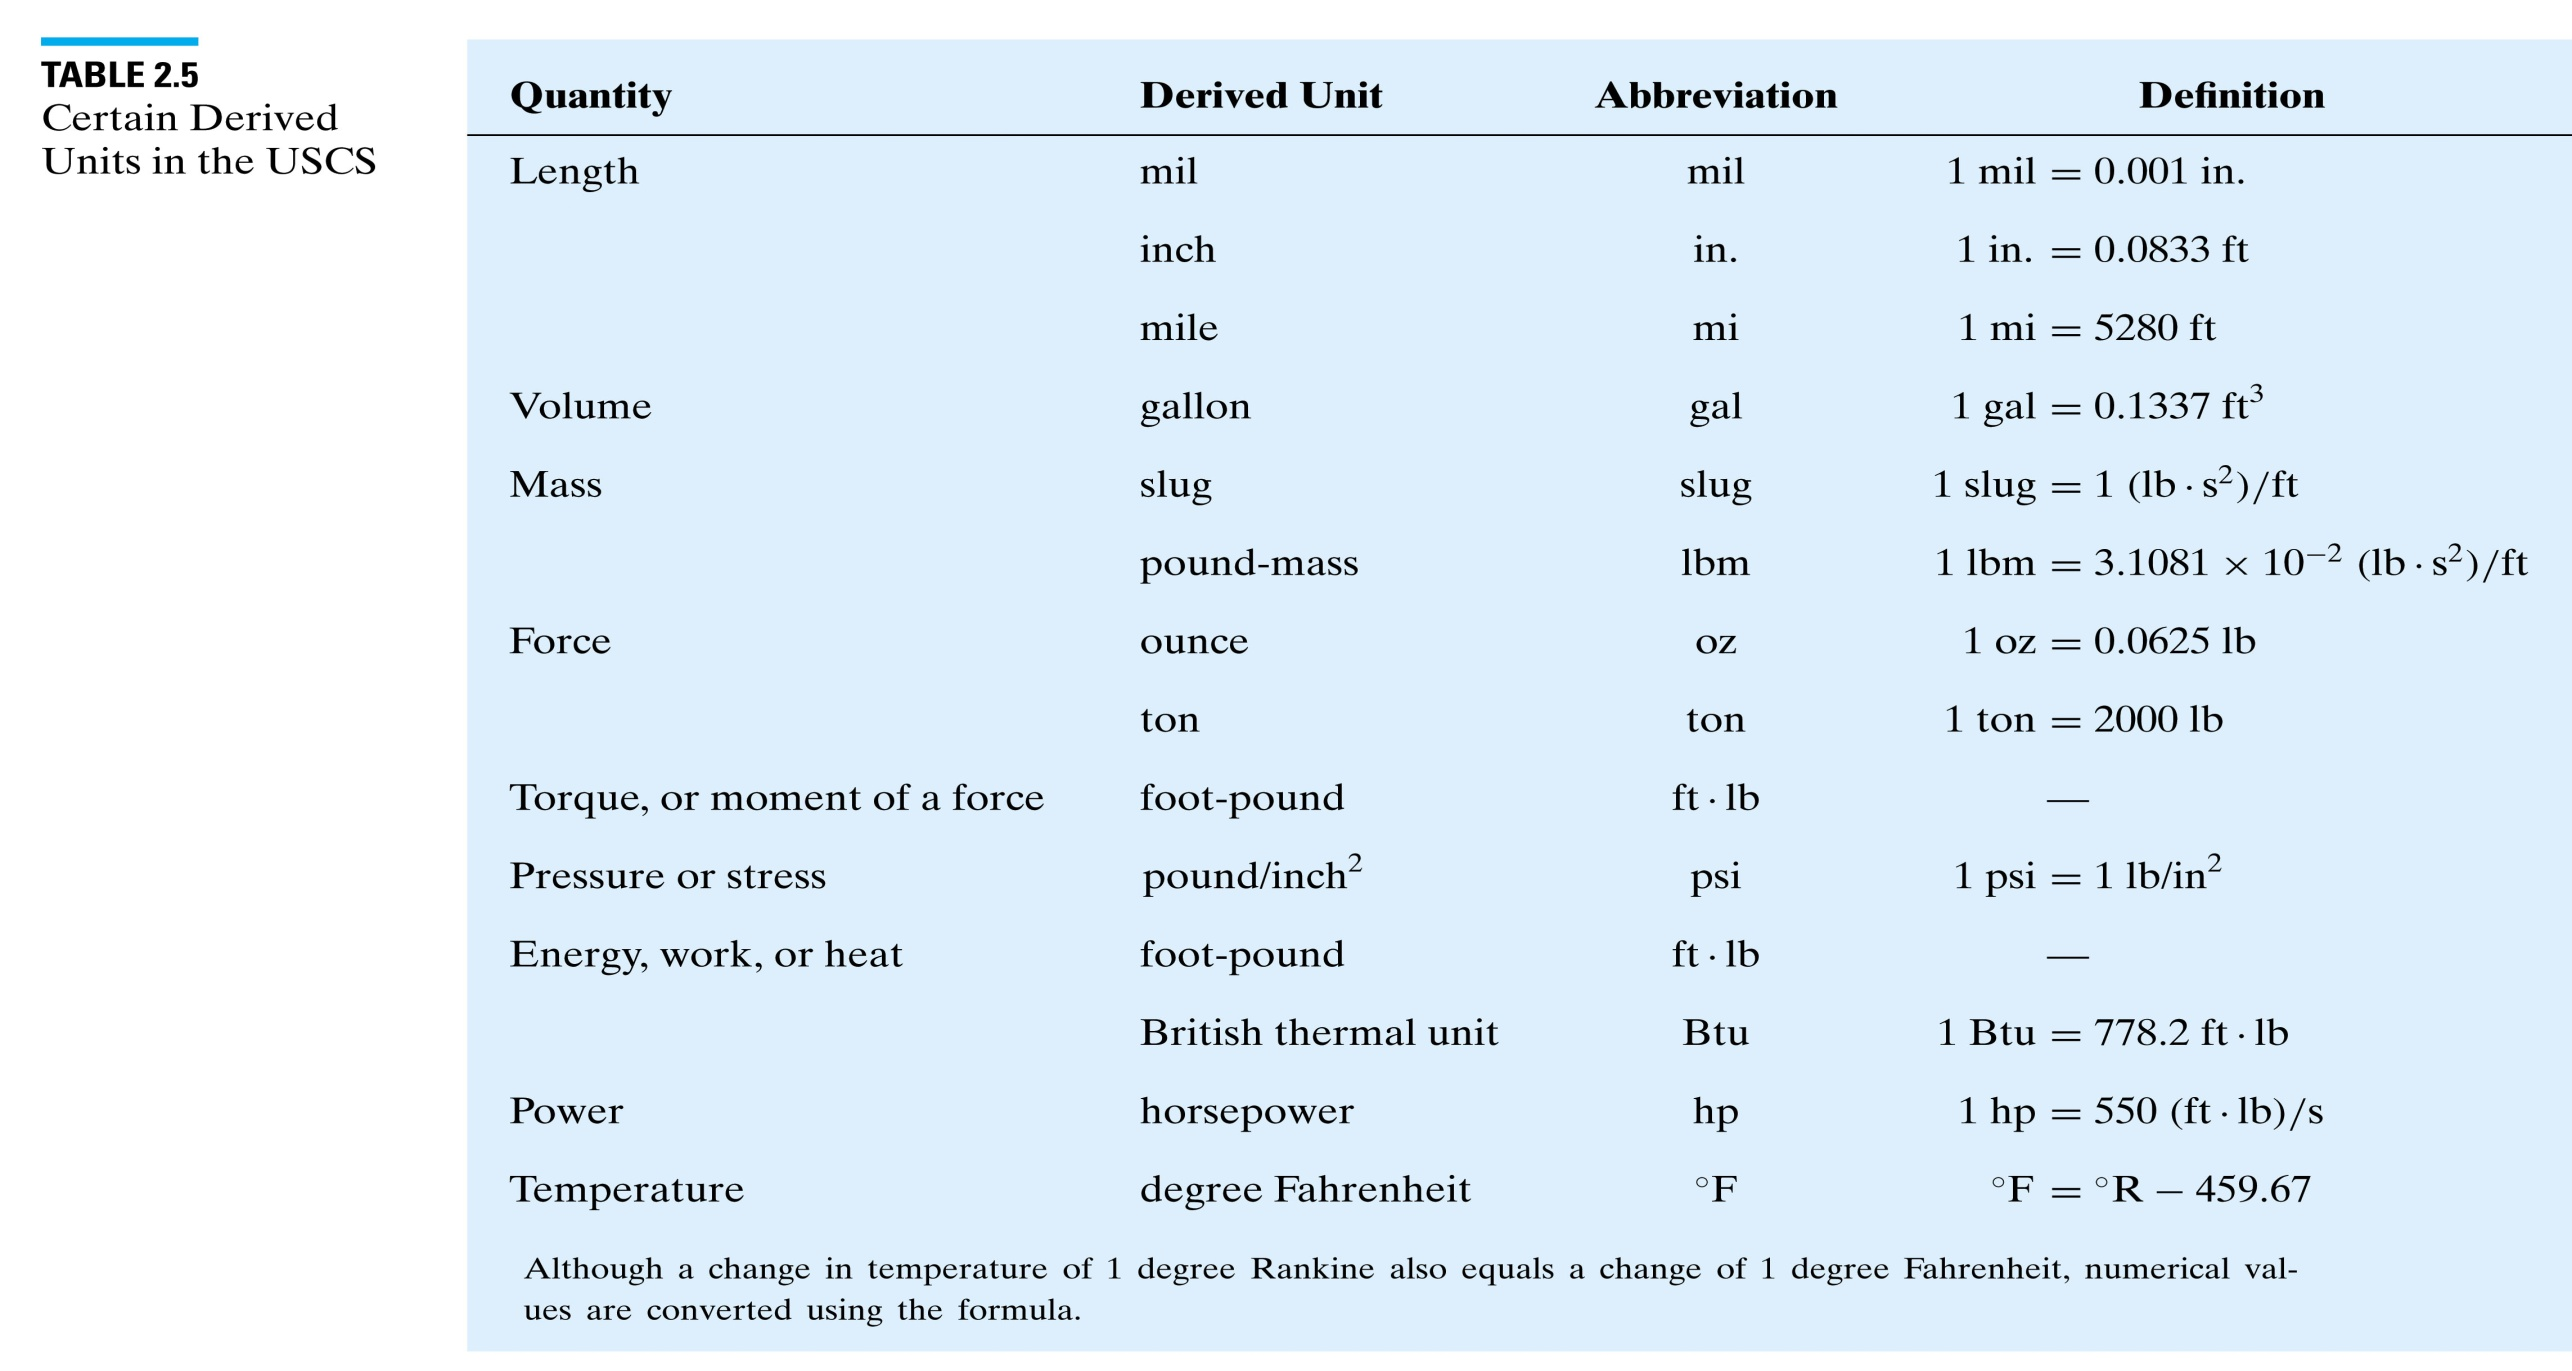 TABLE 2.5
Certain Derived
Units in the USCS
Quantity Derived Unit Abbreviation Definition
Length mil mil 1 mil = 0.001 in.
inch in. 1 in. = 0.0833 ft
mile mi 1 mi = 5280 ft
Volume gallon gal 1 gal = 0.1337 ft³
Mass slug slug 1 slug = 1 (lb · s²)/ft
pound-mass lbm 1 lbm = 3.1081 × 10⁻² (lb · s²)/ft
Force ounce oz 1 oz = 0.0625 lb
ton ton 1 ton = 2000 lb
Torque, or moment of a force foot-pound ft · lb —
Pressure or stress pound/inch² psi 1 psi = 1 lb/in²
Energy, work, or heat foot-pound ft · lb —
British thermal unit Btu 1 Btu = 778.2 ft · lb
Power horsepower hp 1 hp = 550 (ft · lb)/s
Temperature degree Fahrenheit °F °F = °R − 459.67
Although a change in temperature of 1 degree Rankine also equals a change of 1 degree Fahrenheit, numerical val-
ues are converted using the formula.